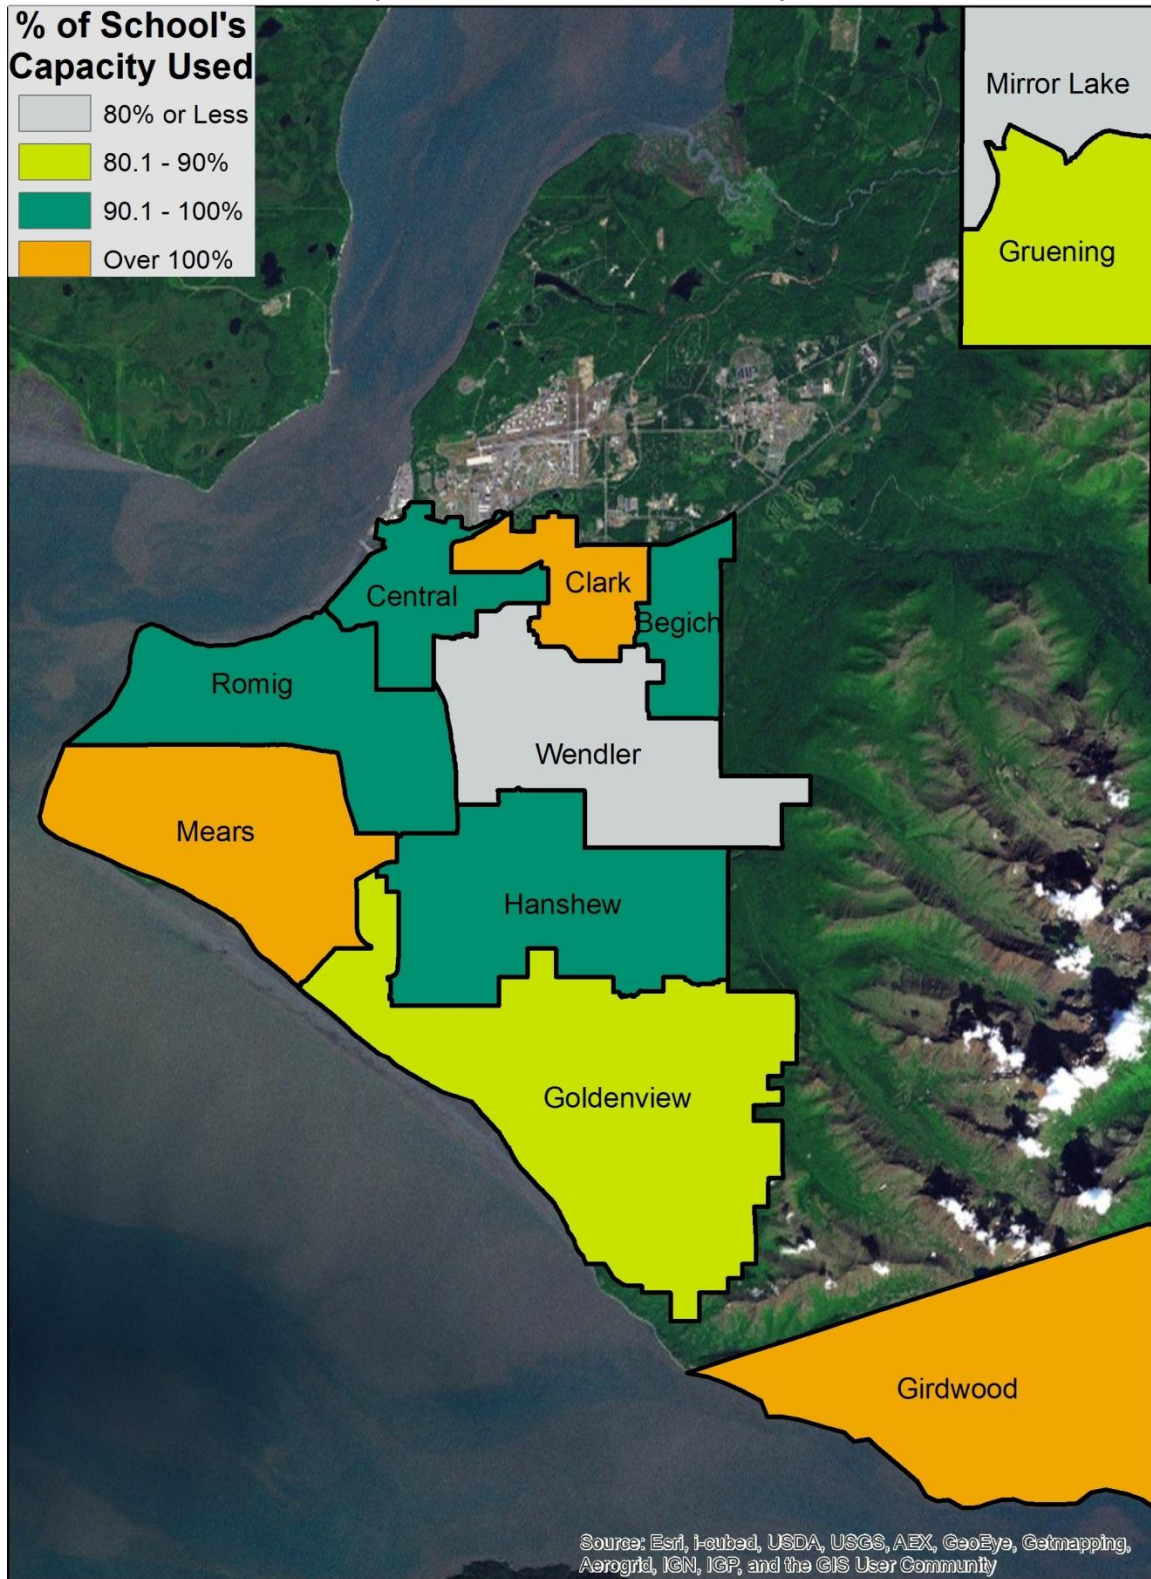 % of School's
Capacity Used
80% or Less
80.1 - 90%
90.1 - 100%
Over 100%
Mirror Lake
Gruening
Clark
Central
Begich
Romig
Wendler
Mears
Hanshew
Goldenview
Girdwood
Source: Esri, i-cubed, USDA, USGS, AEX, GeoEye, Getmapping,
Aerogrid, IGN, IGP, and the GIS User Community